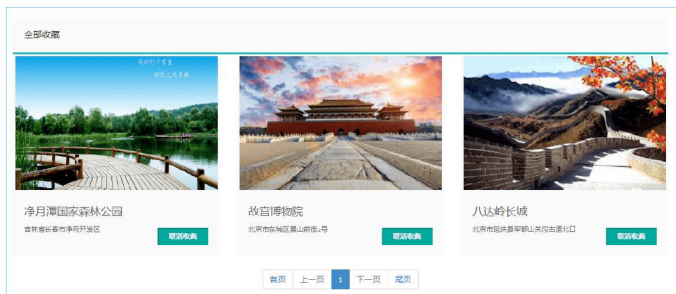 全部收藏
净月潭国家森林公园
吉林省长春市净月开发区
取消收藏
故宫博物院
北京市东城区景山前街4号
取消收藏
八达岭长城
北京市延庆县军都山关沟古道北口
取消收藏
首页 上一页 1 下一页 尾页